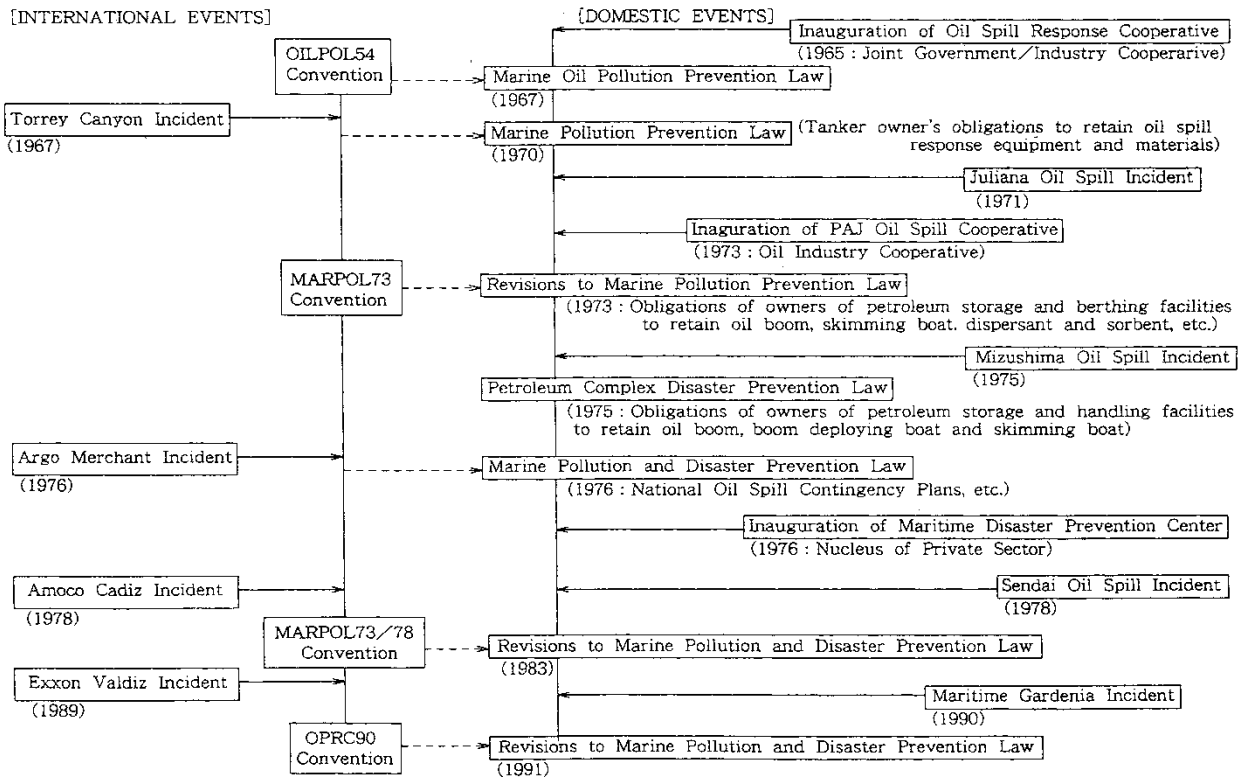 [INTERNATIONAL EVENTS]
[DOMESTIC EVENTS]
Inauguration of Oil Spill Response Cooperative
(1965 : Joint Government/Industry Cooperarive)
OILPOL54
Convention
Marine Oil Pollution Prevention Law
(1967)
Torrey Canyon Incident
(1967)
Marine Pollution Prevention Law
(1970)
(Tanker owner's obligations to retain oil spill
response equipment and materials)
Juliana Oil Spill Incident
(1971)
Inaguration of PAJ Oil Spill Cooperative
(1973 : Oil Industry Cooperative)
MARPOL73
Convention
Revisions to Marine Pollution Prevention Law
(1973 : Obligations of owners of petroleum storage and berthing facilities
to retain oil boom, skimming boat. dispersant and sorbent, etc.)
Mizushima Oil Spill Incident
(1975)
Petroleum Complex Disaster Prevention Law
(1975 : Obligations of owners of petroleum storage and handling facilities
to retain oil boom, boom deploying boat and skimming boat)
Argo Merchant Incident
(1976)
Marine Pollution and Disaster Prevention Law
(1976 : National Oil Spill Contingency Plans, etc.)
Inauguration of Maritime Disaster Prevention Center
(1976 : Nucleus of Private Sector)
Amoco Cadiz Incident
(1978)
Sendai Oil Spill Incident
(1978)
MARPOL73/78
Convention
Revisions to Marine Pollution and Disaster Prevention Law
(1983)
Exxon Valdiz Incident
(1989)
Maritime Gardenia Incident
(1990)
OPRC90
Convention
Revisions to Marine Pollution and Disaster Prevention Law
(1991)